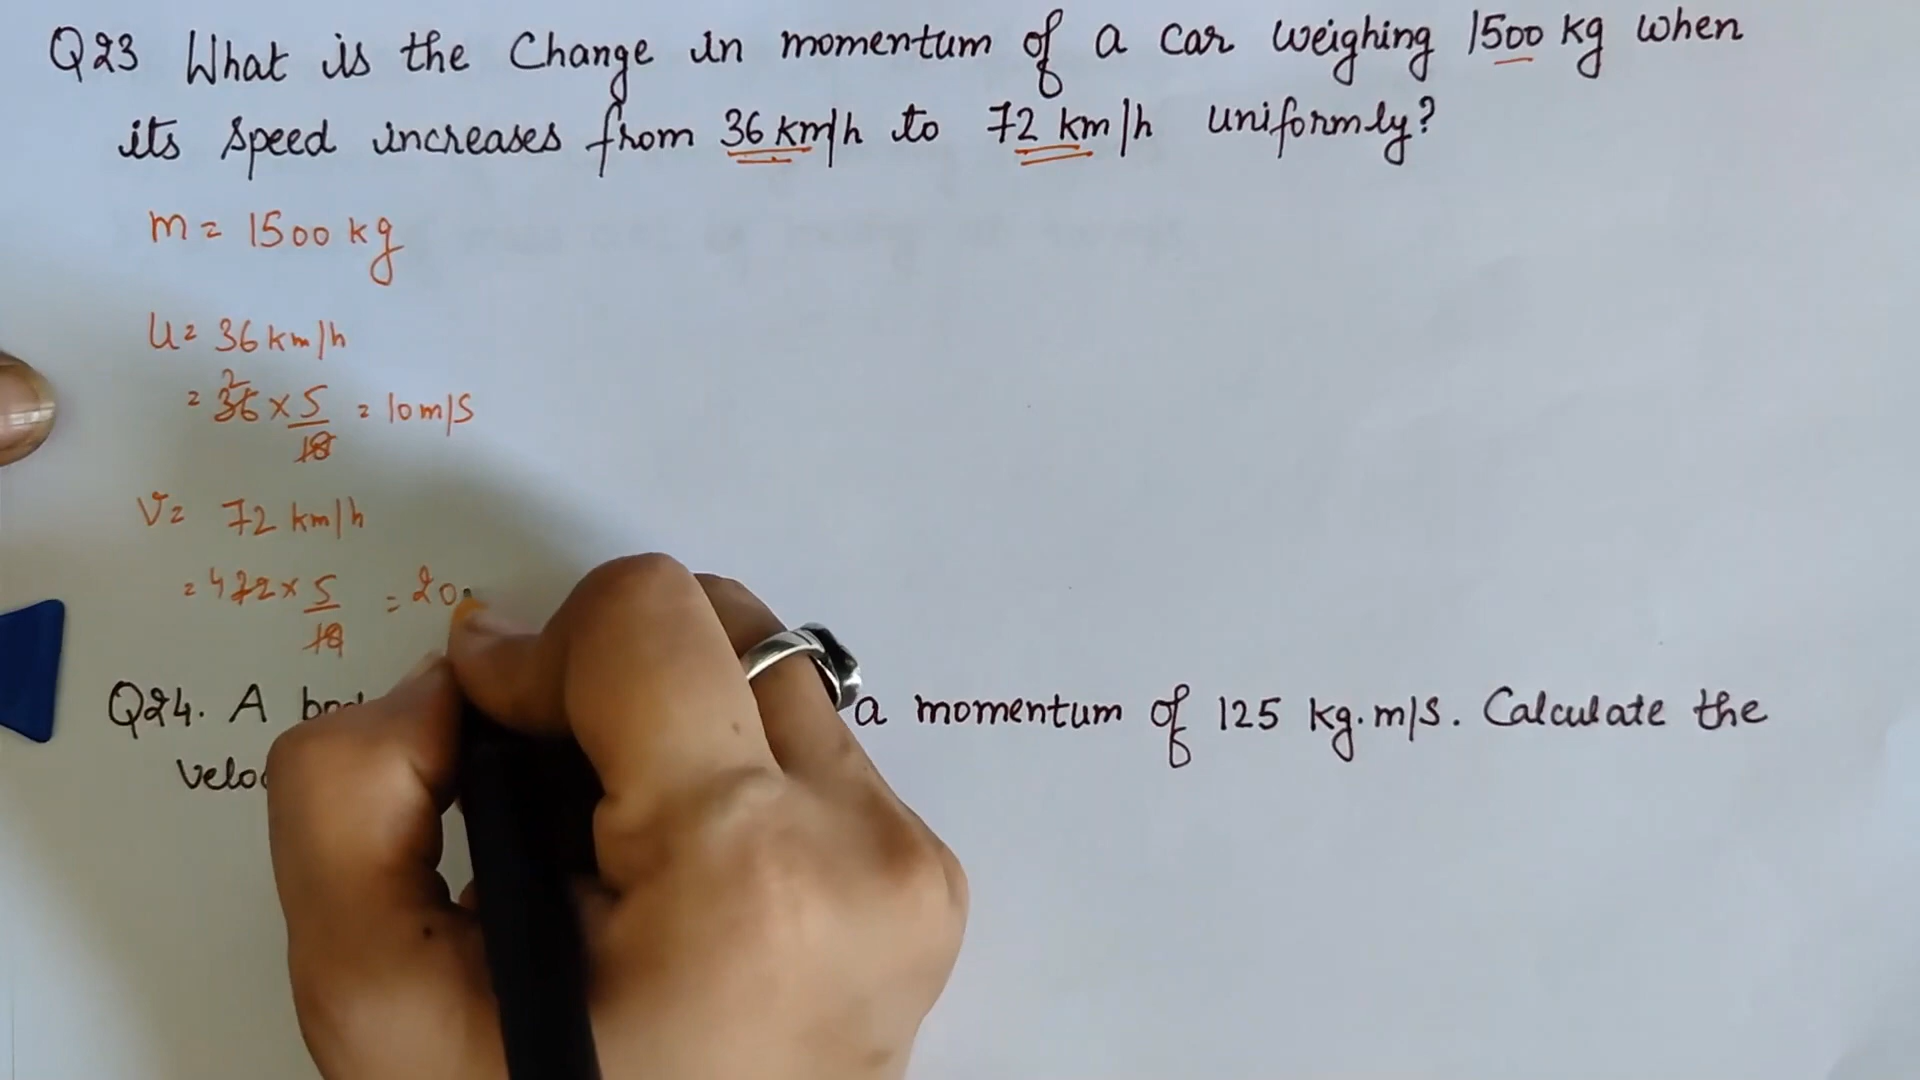 Q23 What is the Change in momentum of a car weighing 1500 kg when
its speed increases from 36 km/h to 72 km/h uniformly?
m = 1500 kg
u = 36 km/h
= 36 2 × 5/18 = 10 m/s
V = 72 km/h
= 4 72 × 5/18 = 20
Q24. A a momentum of 125 kg.m/s. Calculate the